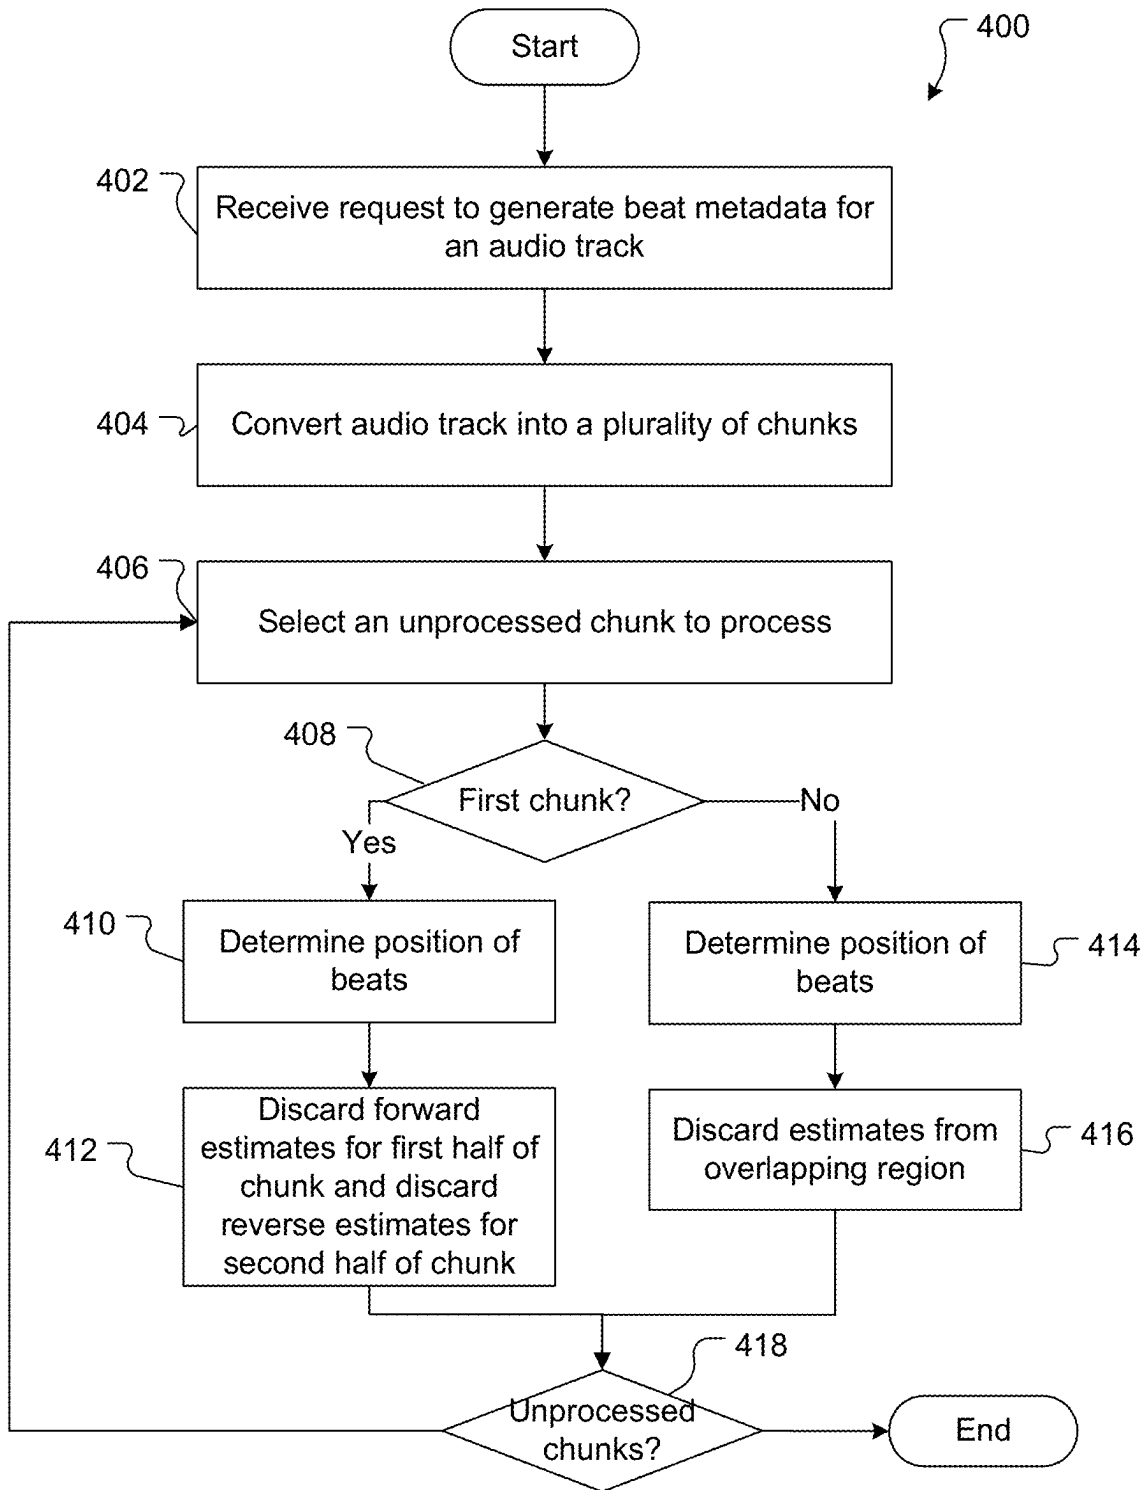 Start
400
402
Receive request to generate beat metadata for
an audio track
404
Convert audio track into a plurality of chunks
406
Select an unprocessed chunk to process
408
First chunk?
No
Yes
410
Determine position of
beats
Determine position of
beats
414
412
Discard forward
estimates for first half of
chunk and discard
reverse estimates for
second half of chunk
Discard estimates from
overlapping region
416
418
Unprocessed
chunks?
End